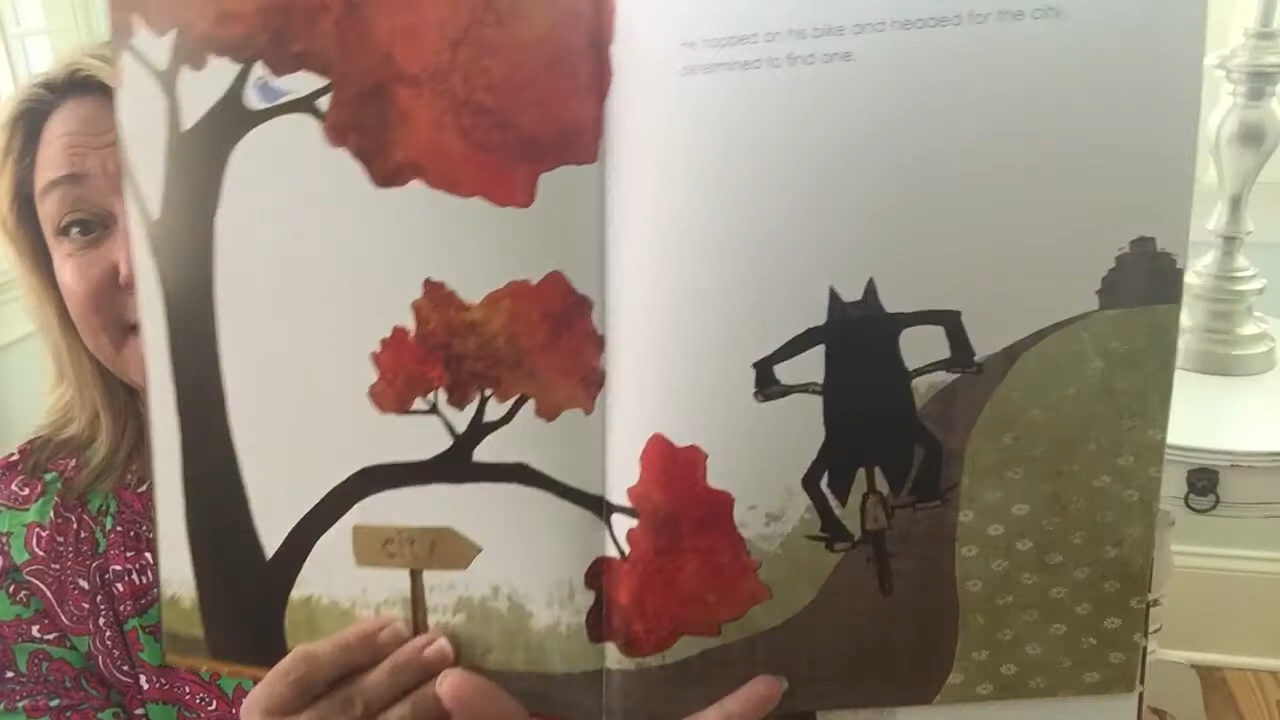 He hopped on his bike and headed for the city,
determined to find one.
city